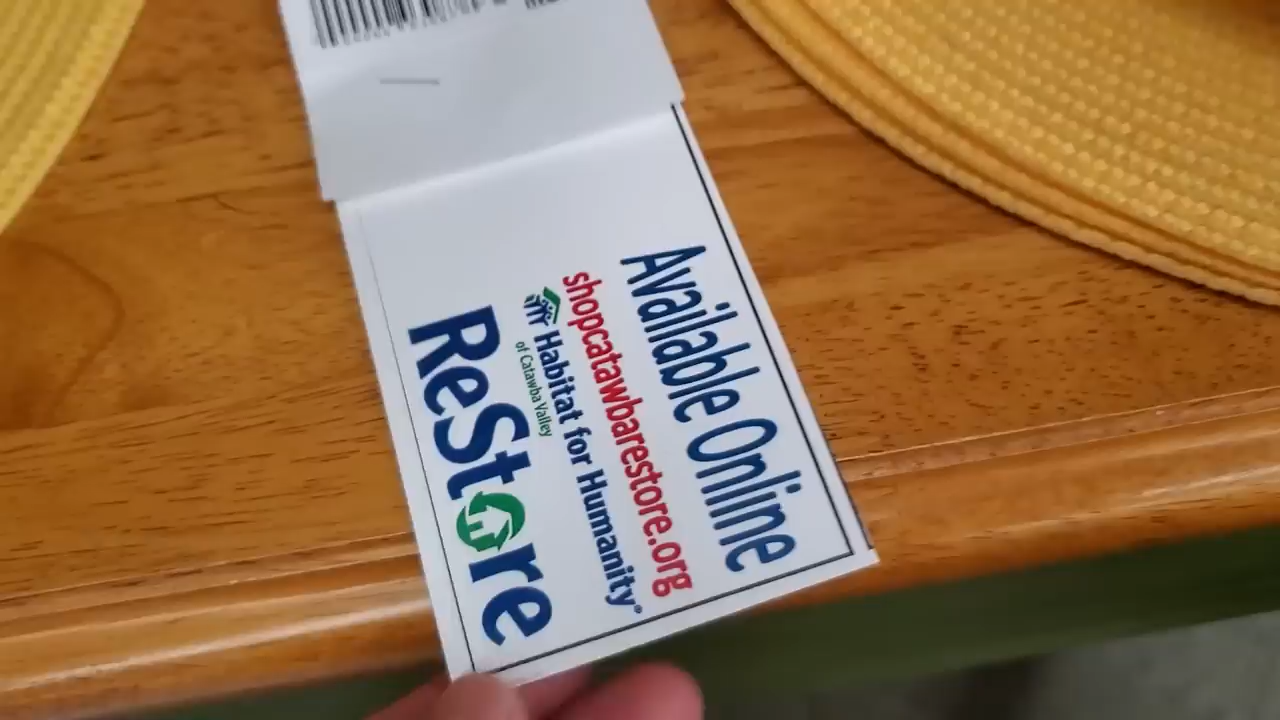 Available Online
shopcatawbarestore.org
Habitat for Humanity®
of Catawba Valley
ReStore